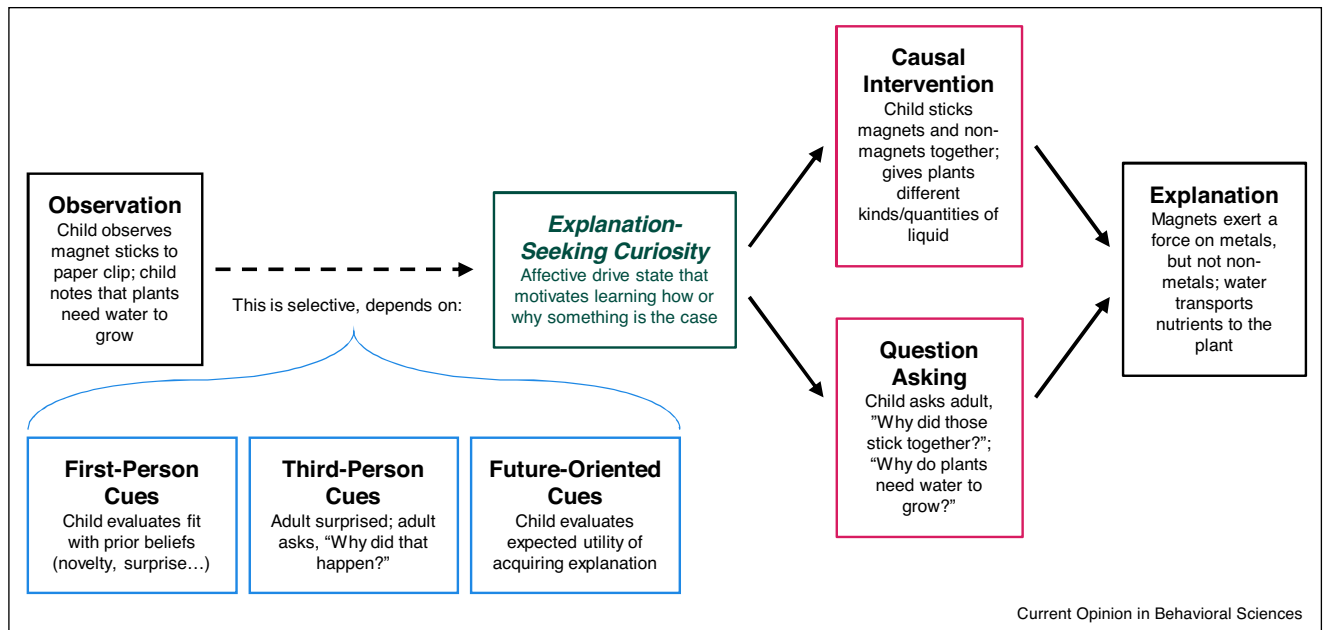 Observation
Child observes
magnet sticks to
paper clip; child
notes that plants
need water to
grow
This is selective, depends on:
First-Person
Cues
Child evaluates fit
with prior beliefs
(novelty, surprise…)
Third-Person
Cues
Adult surprised; adult
asks, “Why did that
happen?”
Future-Oriented
Cues
Child evaluates
expected utility of
acquiring explanation
Explanation-
Seeking Curiosity
Affective drive state that
motivates learning how or
why something is the case
Causal
Intervention
Child sticks
magnets and non-
magnets together;
gives plants
different
kinds/quantities of
liquid
Question
Asking
Child asks adult,
”Why did those
stick together?”;
“Why do plants
need water to
grow?”
Explanation
Magnets exert a
force on metals,
but not non-
metals; water
transports
nutrients to the
plant
Current Opinion in Behavioral Sciences